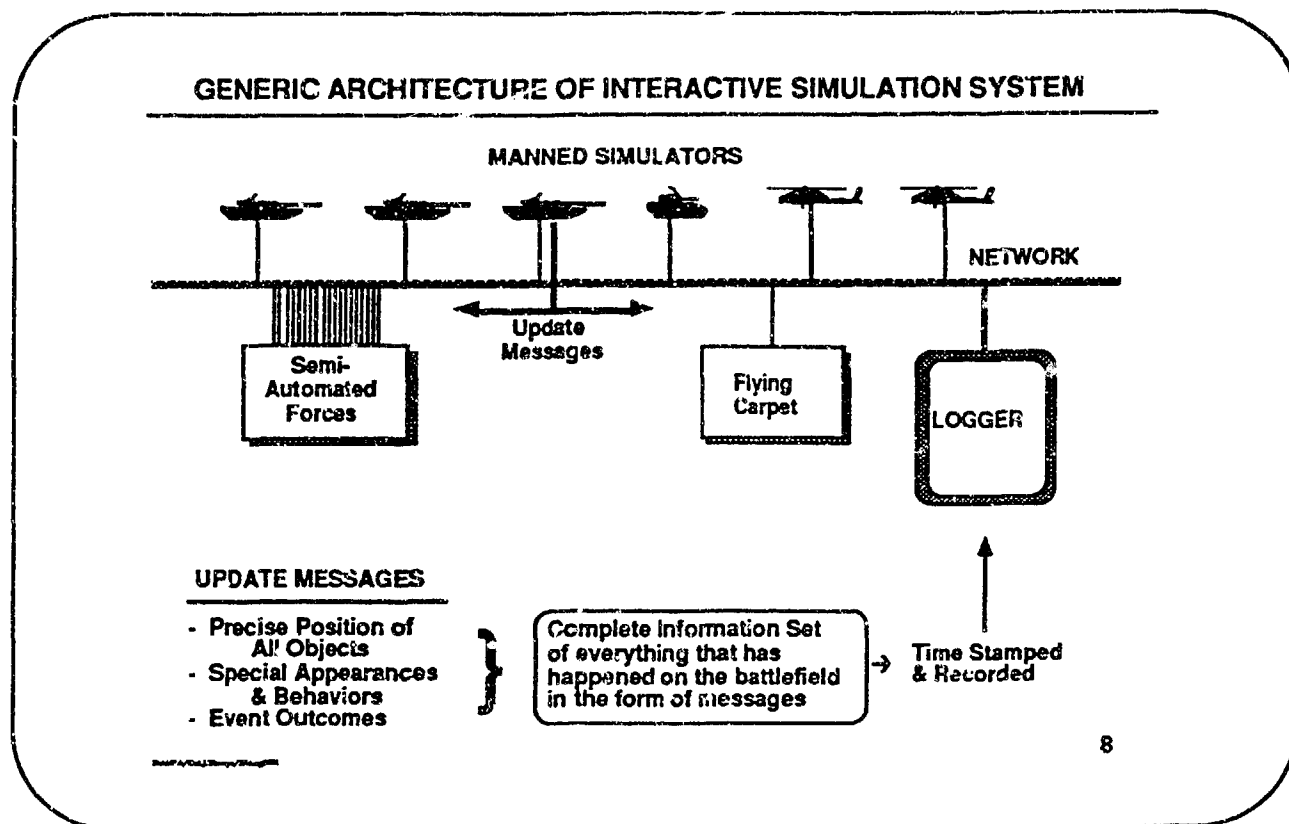 GENERIC ARCHITECTURE OF INTERACTIVE SIMULATION SYSTEM
MANNED SIMULATORS
NETWORK
Update
Messages
Semi-
Automated
Forces
Flying
Carpet
LOGGER
UPDATE MESSAGES
- Precise Position of
All Objects
- Special Appearances
& Behaviors
- Event Outcomes
Complete Information Set
of everything that has
happened on the battlefield
in the form of messages
Time Stamped
& Recorded
8